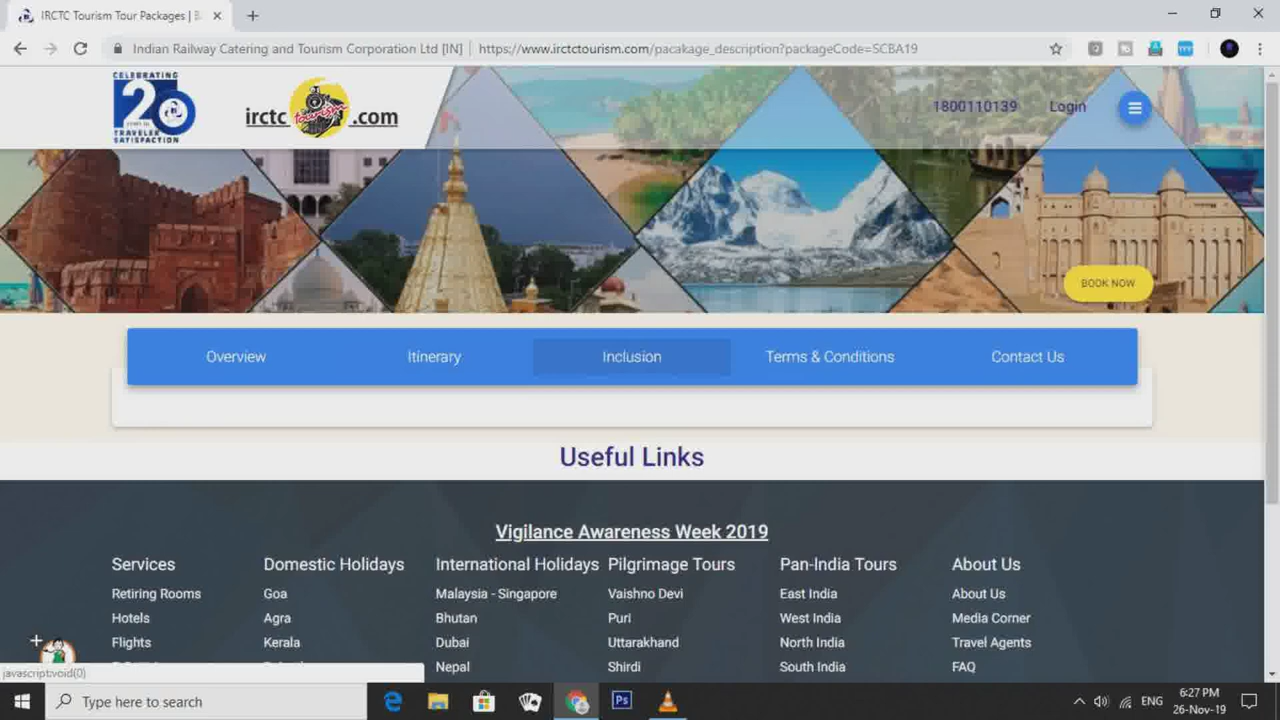 IRCTC Tourism Tour Packages |
Indian Railway Catering and Tourism Corporation Ltd [IN] | https://www.irctctourism.com/pacakage_description?packageCode=SCBA19
CELEBRATING
20
TRAVELER
SATISFACTION
irctc tourism .com
1800110139 Login
BOOK NOW
Overview Itinerary Inclusion Terms & Conditions Contact Us
Useful Links
Vigilance Awareness Week 2019
Services Domestic Holidays International Holidays Pilgrimage Tours Pan-India Tours About Us
Retiring Rooms Goa Malaysia - Singapore Vaishno Devi East India About Us
Hotels Agra Bhutan Puri West India Media Corner
Flights Kerala Dubai Uttarakhand North India Travel Agents
Nepal Shirdi South India FAQ
javascript:void(0)
Type here to search
Ps
ENG
6:27 PM
26-Nov-19